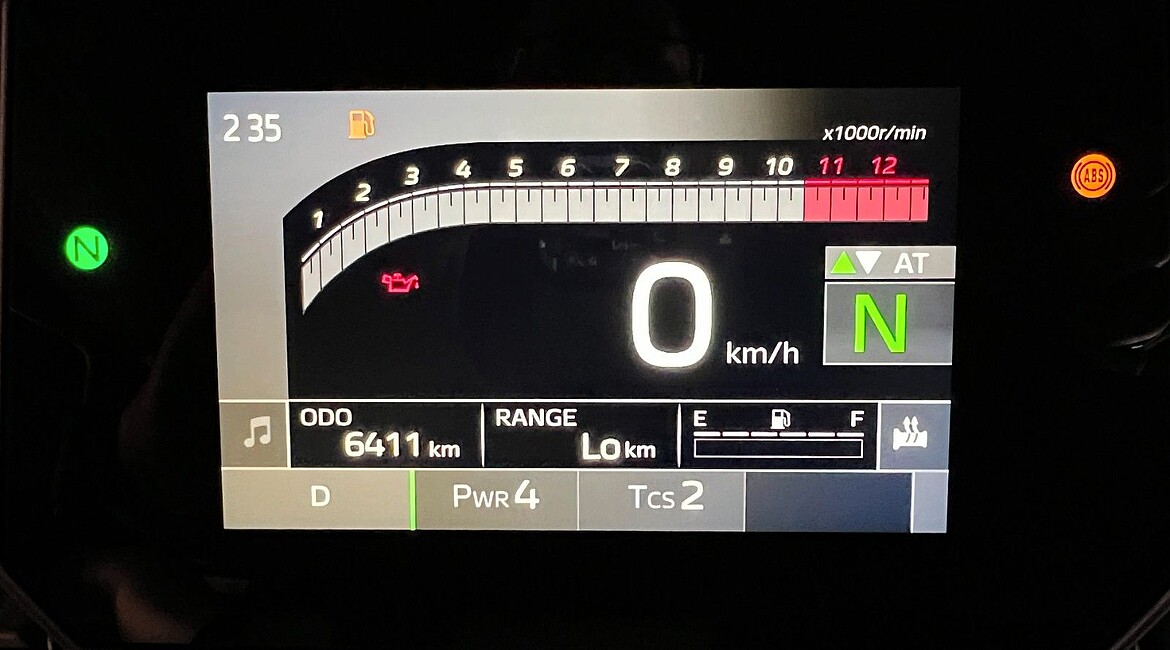 2 35
x1000r/min
1 2 3 4 5 6 7 8 9 10 11 12
N
ABS
AT
0 km/h
N
ODO
6411 km
RANGE
Lo km
E F
D
PWR 4
TCS 2